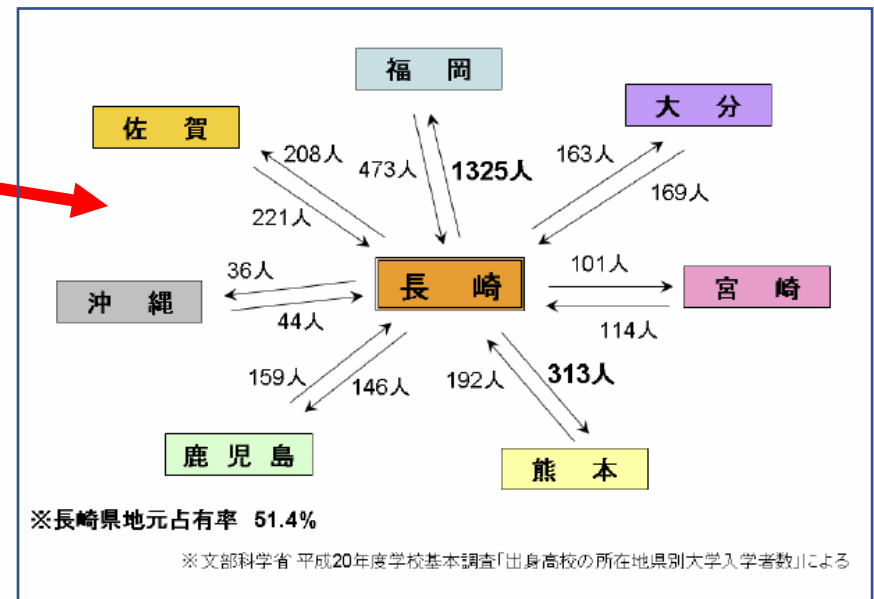 福 岡
大 分
佐 賀
208人
473人
1325人
163人
169人
221人
36人
長 崎
101人
沖 縄
宮 崎
44人
114人
159人
146人
192人
313人
鹿 児 島
熊 本
※長崎県地元占有率 51.4%
※文部科学省 平成20年度学校基本調査「出身高校の所在地県別大学入学者数」による